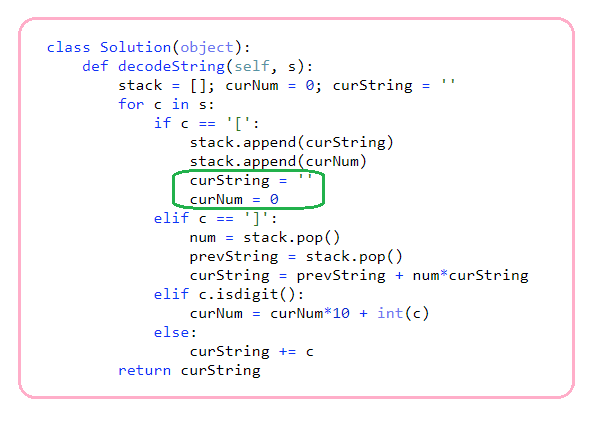 class Solution(object):
    def decodeString(self, s):
        stack = []; curNum = 0; curString = ''
        for c in s:
            if c == '[':
                stack.append(curString)
                stack.append(curNum)
                curString = ''
                curNum = 0
            elif c == ']':
                num = stack.pop()
                prevString = stack.pop()
                curString = prevString + num*curString
            elif c.isdigit():
                curNum = curNum*10 + int(c)
            else:
                curString += c
        return curString